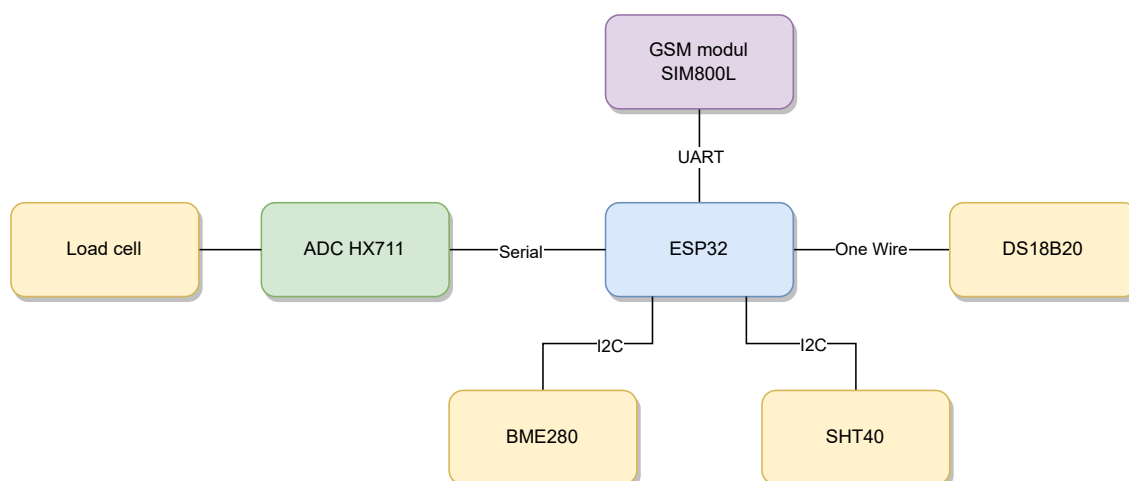 GSM modul
SIM800L
UART
Load cell
ADC HX711
Serial
ESP32
One Wire
DS18B20
I2C
I2C
BME280
SHT40